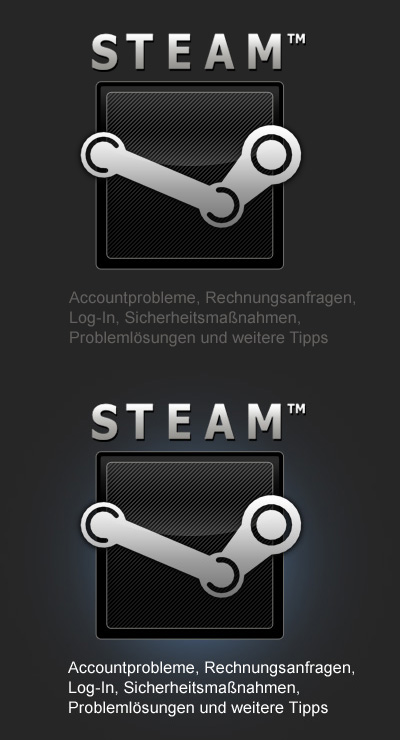 STEAM™
Accountprobleme, Rechnungsanfragen,
Log-In, Sicherheitsmaßnahmen,
Problemlösungen und weitere Tipps
STEAM™
Accountprobleme, Rechnungsanfragen,
Log-In, Sicherheitsmaßnahmen,
Problemlösungen und weitere Tipps